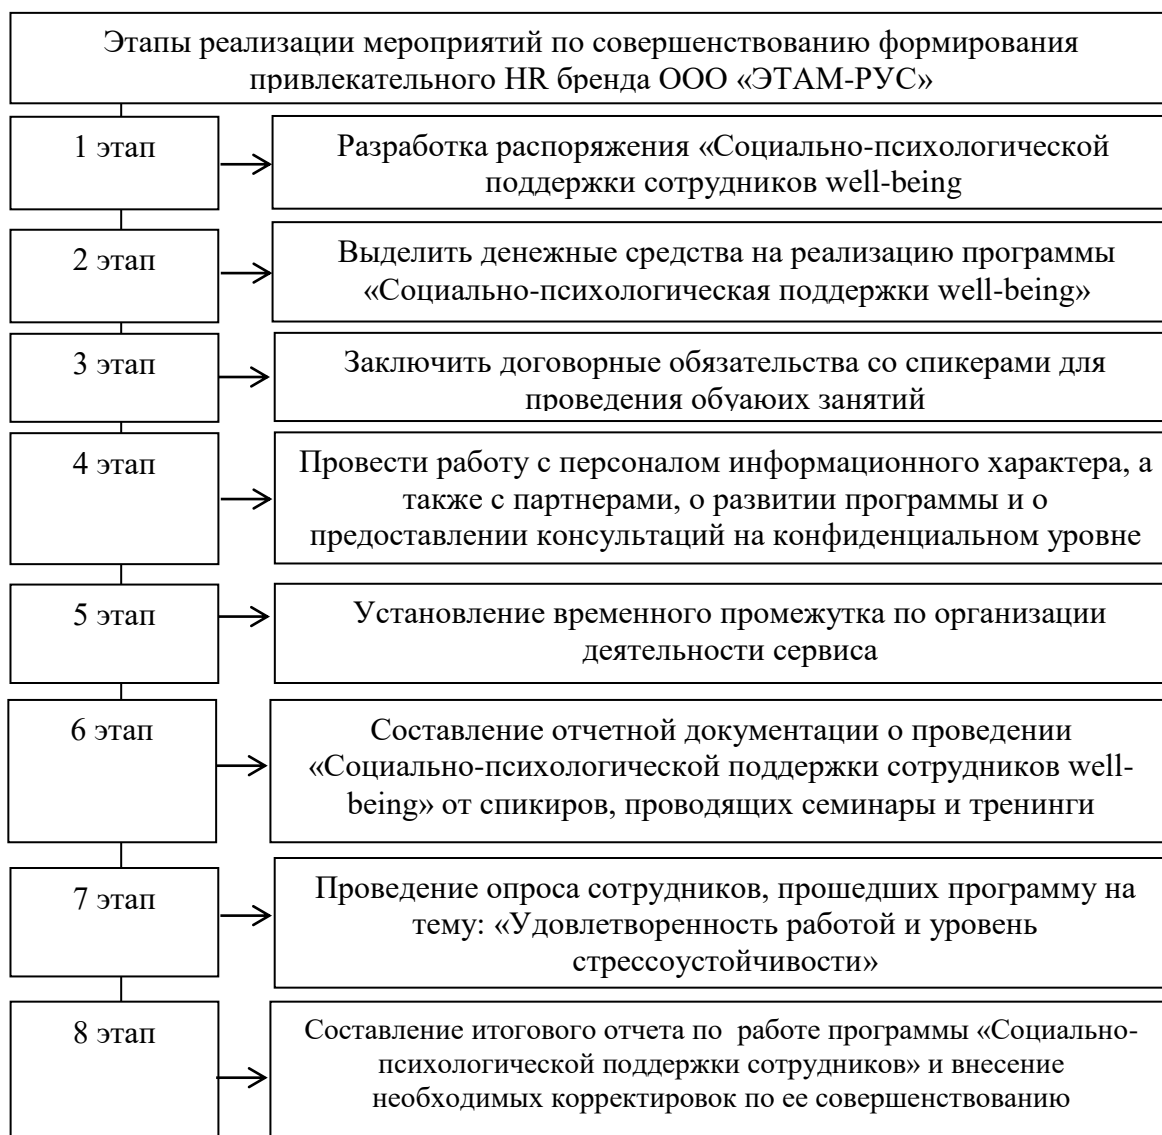 Этапы реализации мероприятий по совершенствованию формирования
привлекательного HR бренда ООО «ЭТАМ-РУС»
1 этап
Разработка распоряжения «Социально-психологической
поддержки сотрудников well-being
2 этап
Выделить денежные средства на реализацию программы
«Социально-психологическая поддержки well-being»
3 этап
Заключить договорные обязательства со спикерами для
проведения обуаюих занятий
4 этап
Провести работу с персоналом информационного характера, а
также с партнерами, о развитии программы и о
предоставлении консультаций на конфиденциальном уровне
5 этап
Установление временного промежутка по организации
деятельности сервиса
6 этап
Составление отчетной документации о проведении
«Социально-психологической поддержки сотрудников well-
being» от спикиров, проводящих семинары и тренинги
7 этап
Проведение опроса сотрудников, прошедших программу на
тему: «Удовлетворенность работой и уровень
стрессоустойчивости»
8 этап
Составление итогового отчета по работе программы «Социально-
психологической поддержки сотрудников» и внесение
необходимых корректировок по ее совершенствованию